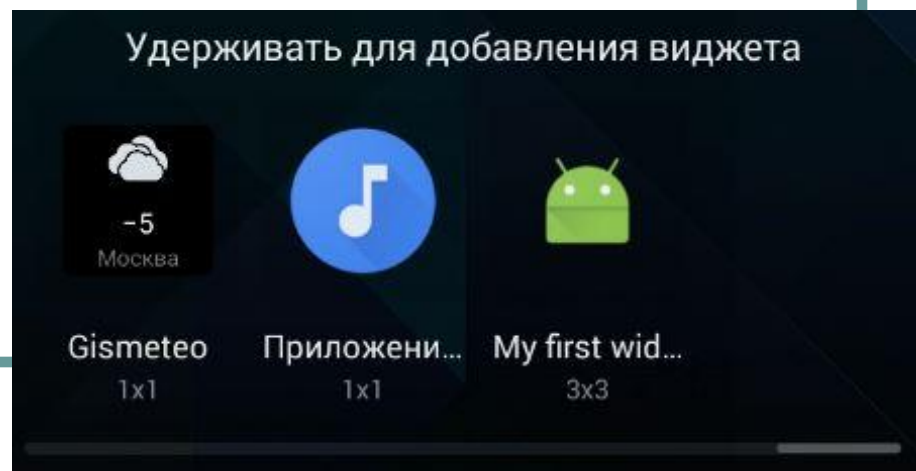 Удерживать для добавления виджета
-5
Москва
Gismeteo Приложени... My first wid...
1x1 1x1 3x3